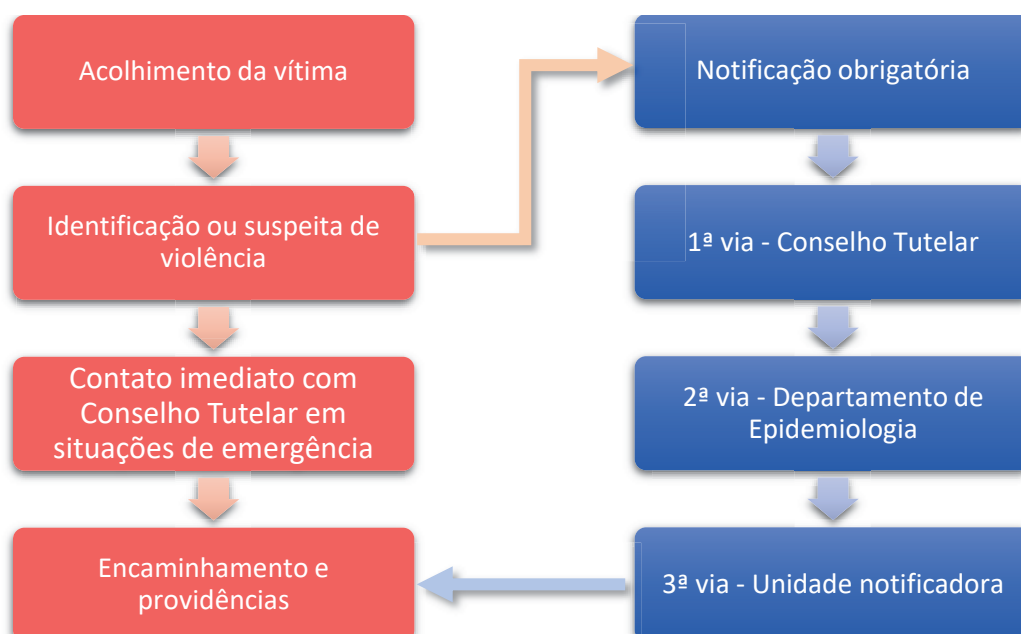 Acolhimento da vítima
Identificação ou suspeita de
violência
Contato imediato com
Conselho Tutelar em
situações de emergência
Encaminhamento e
providências
Notificação obrigatória
1ª via - Conselho Tutelar
2ª via - Departamento de
Epidemiologia
3ª via - Unidade notificadora